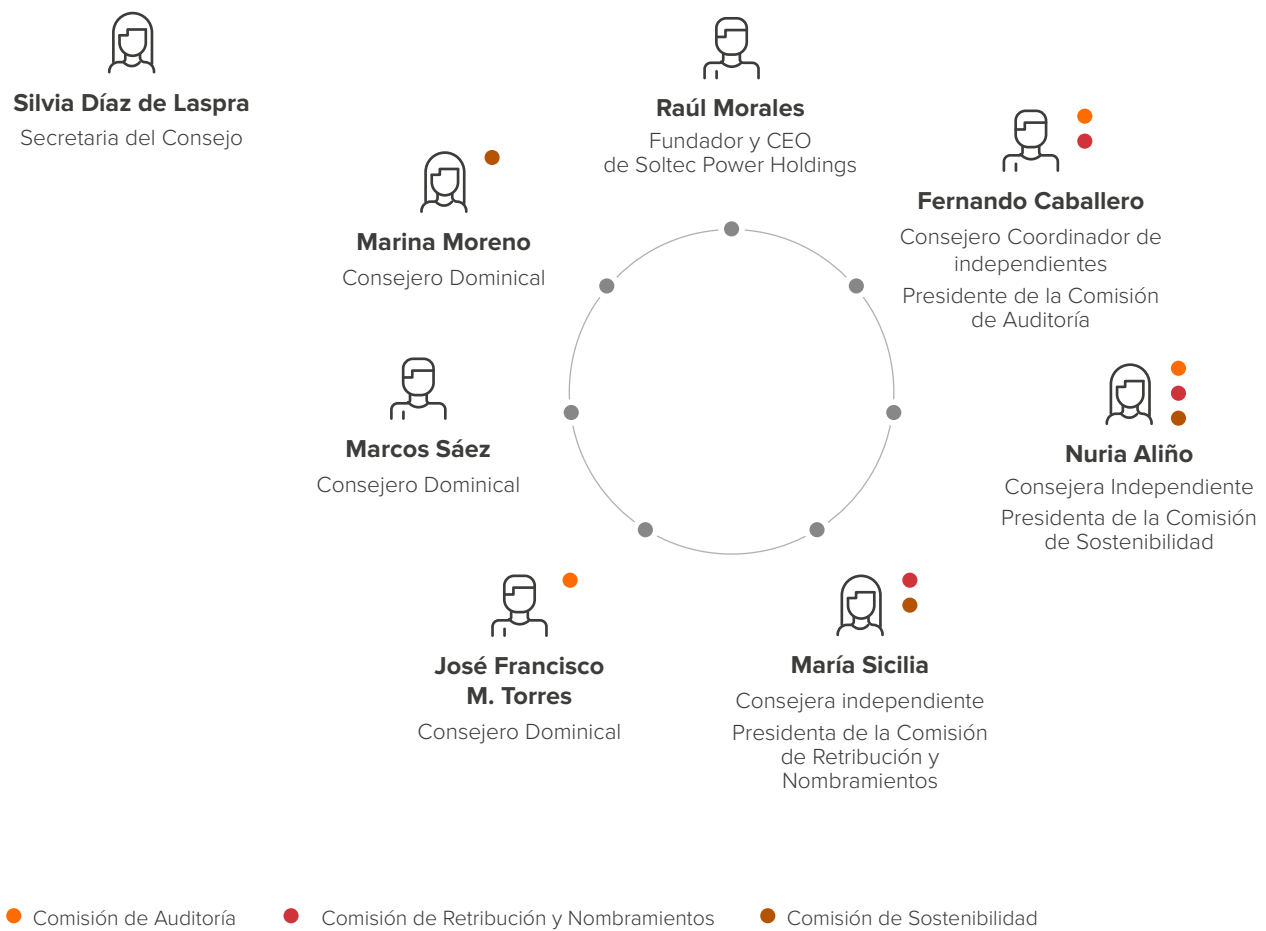 Silvia Díaz de Laspra
Secretaria del Consejo
Raúl Morales
Fundador y CEO
de Soltec Power Holdings
Fernando Caballero
Consejero Coordinador de
independientes
Presidente de la Comisión
de Auditoría
Marina Moreno
Consejero Dominical
Nuria Aliño
Consejera Independiente
Presidenta de la Comisión
de Sostenibilidad
Marcos Sáez
Consejero Dominical
José Francisco
M. Torres
Consejero Dominical
María Sicilia
Consejera independiente
Presidenta de la Comisión
de Retribución y
Nombramientos
Comisión de Auditoría
Comisión de Retribución y Nombramientos
Comisión de Sostenibilidad